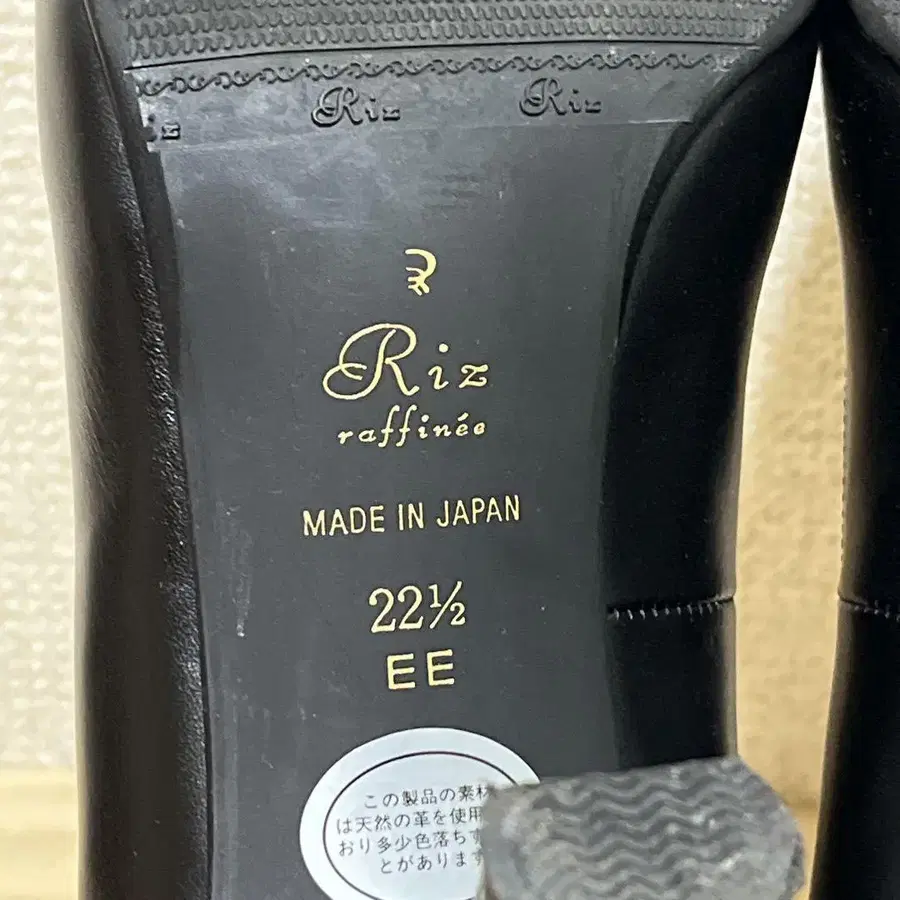 Riz Riz
Riz
raffinée
MADE IN JAPAN
22½
EE
この製品の素材
は天然の革を使用
おり多少色落ち
とがあります